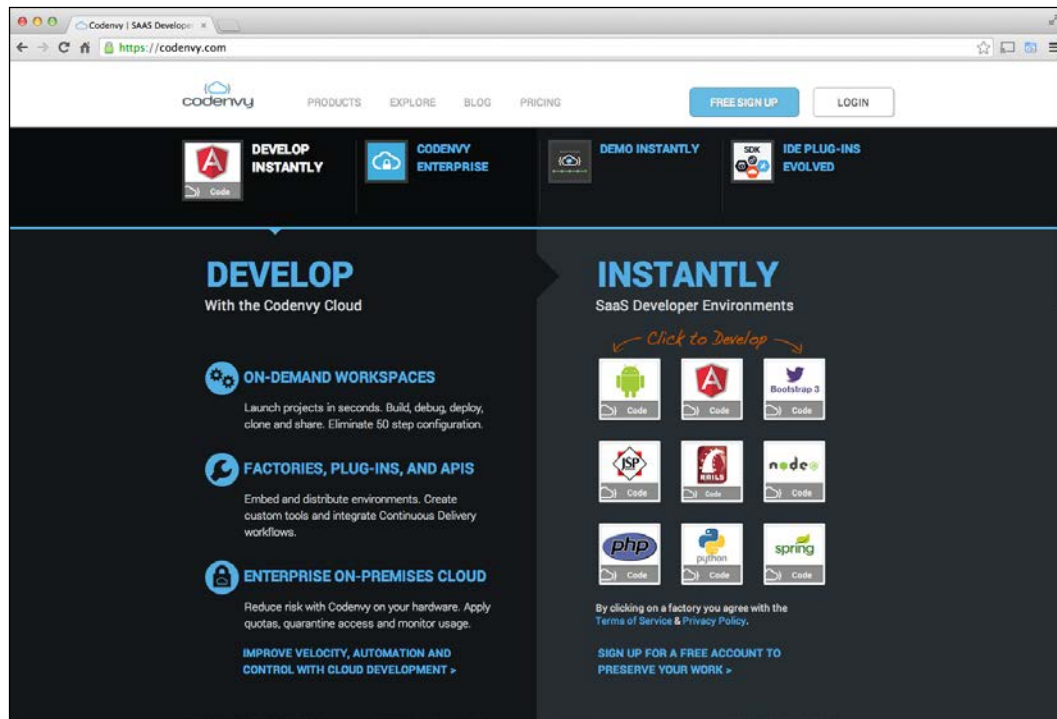 Codenvy | SAAS Develope
https://codenvy.com
codenvy
PRODUCTS EXPLORE BLOG PRICING
FREE SIGN UP LOGIN
DEVELOP
INSTANTLY
Code
CODENVY
ENTERPRISE
DEMO INSTANTLY
SDK
IDE PLUG-INS
EVOLVED
DEVELOP
With the Codenvy Cloud
ON-DEMAND WORKSPACES
Launch projects in seconds. Build, debug, deploy,
clone and share. Eliminate 50 step configuration.
FACTORIES, PLUG-INS, AND APIS
Embed and distribute environments. Create
custom tools and integrate Continuous Delivery
workflows.
ENTERPRISE ON-PREMISES CLOUD
Reduce risk with Codenvy on your hardware. Apply
quotas, quarantine access and monitor usage.
IMPROVE VELOCITY, AUTOMATION AND
CONTROL WITH CLOUD DEVELOPMENT >
INSTANTLY
SaaS Developer Environments
Click to Develop
Bootstrap 3
Code Code Code
JSP RAILS node
Code Code Code
php python spring
Code Code Code
By clicking on a factory you agree with the
Terms of Service & Privacy Policy.
SIGN UP FOR A FREE ACCOUNT TO
PRESERVE YOUR WORK >